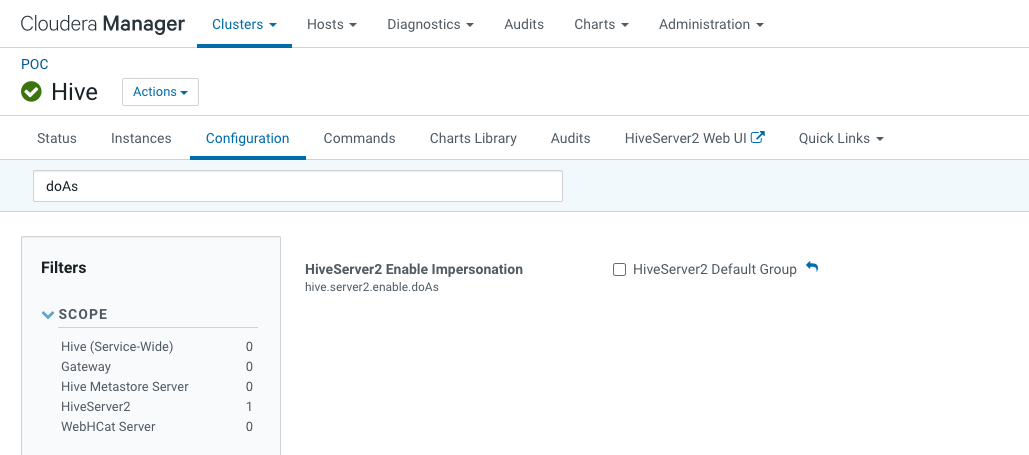 Cloudera Manager Clusters Hosts Diagnostics Audits Charts Administration
POC
Hive Actions
Status Instances Configuration Commands Charts Library Audits HiveServer2 Web UI Quick Links
doAs
Filters
SCOPE
Hive (Service-Wide) 0
Gateway 0
Hive Metastore Server 0
HiveServer2 1
WebHCat Server 0
HiveServer2 Enable Impersonation HiveServer2 Default Group
hive.server2.enable.doAs